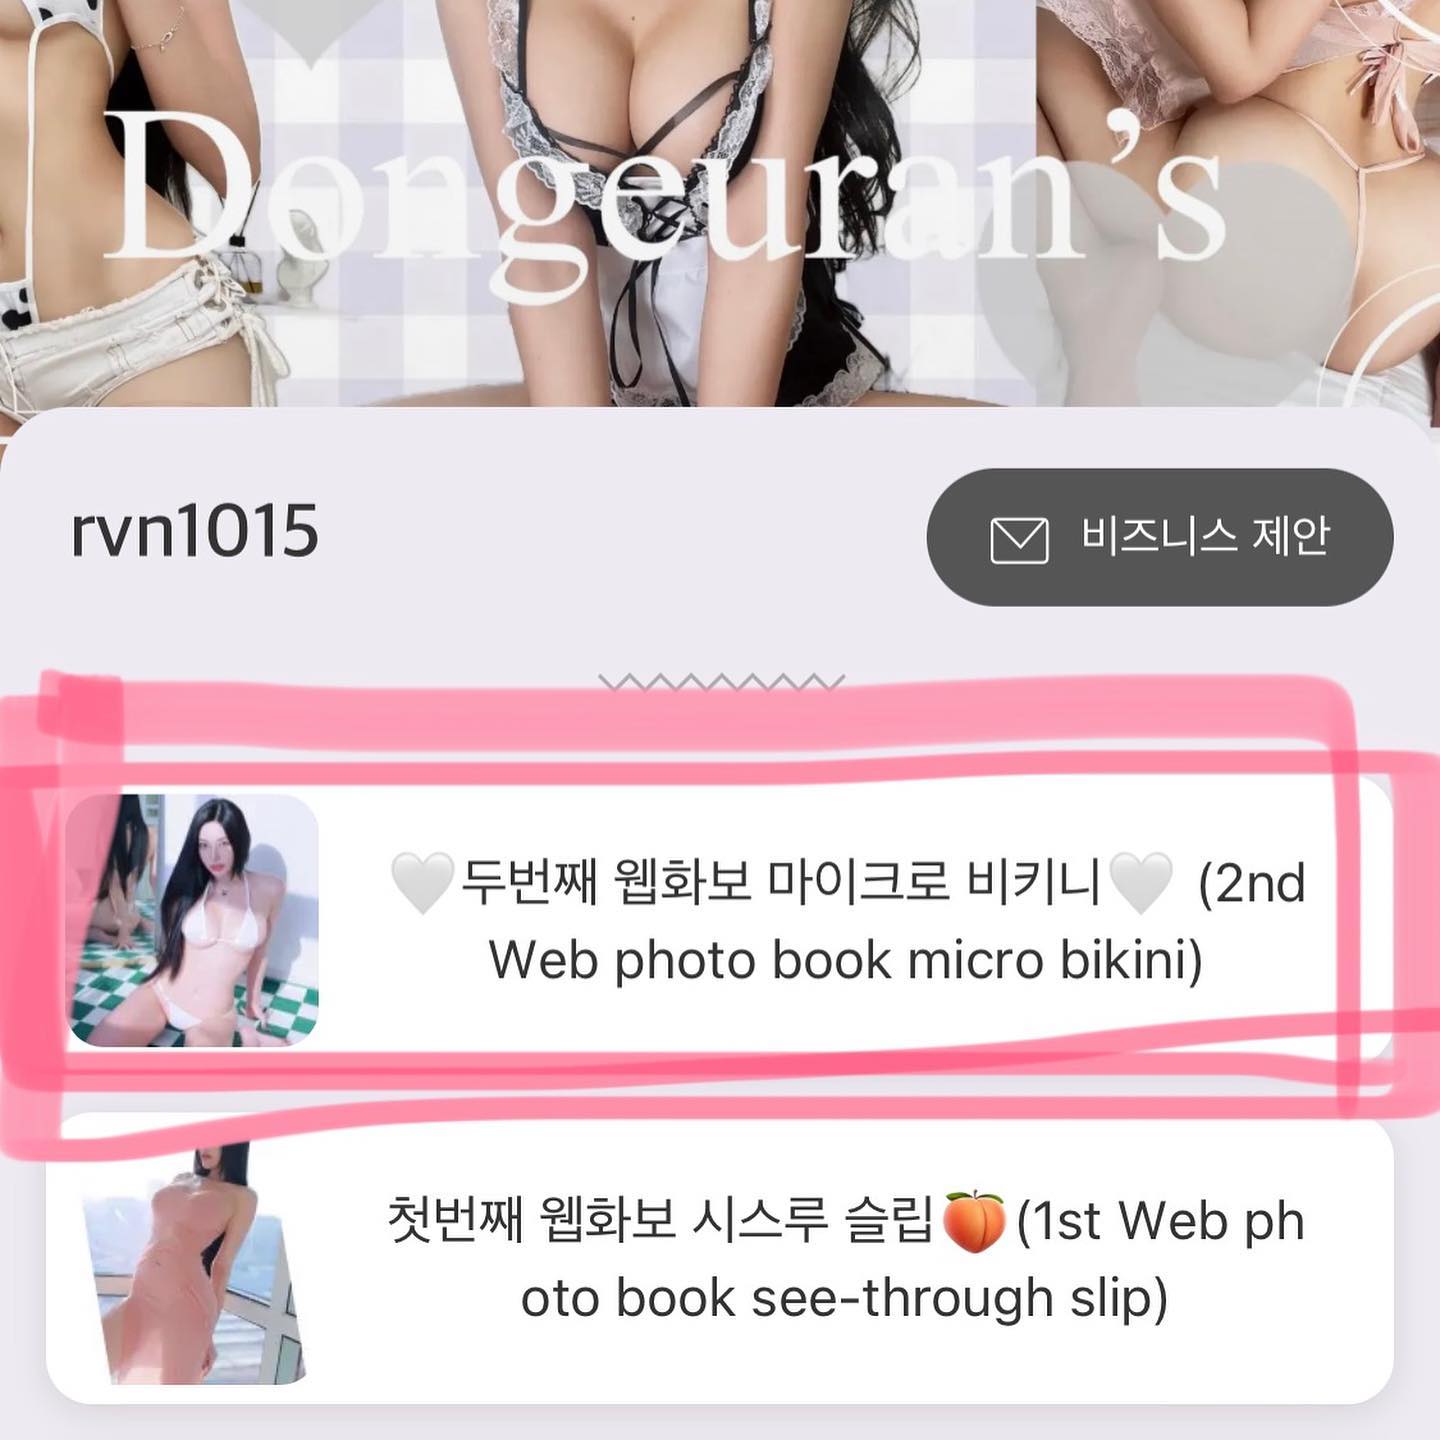 Dongeuran's
rvn1015
비즈니스 제안
🤍두번째 웹화보 마이크로 비키니🤍 (2nd
Web photo book micro bikini)
첫번째 웹화보 시스루 슬립🍑(1st Web ph
oto book see-through slip)